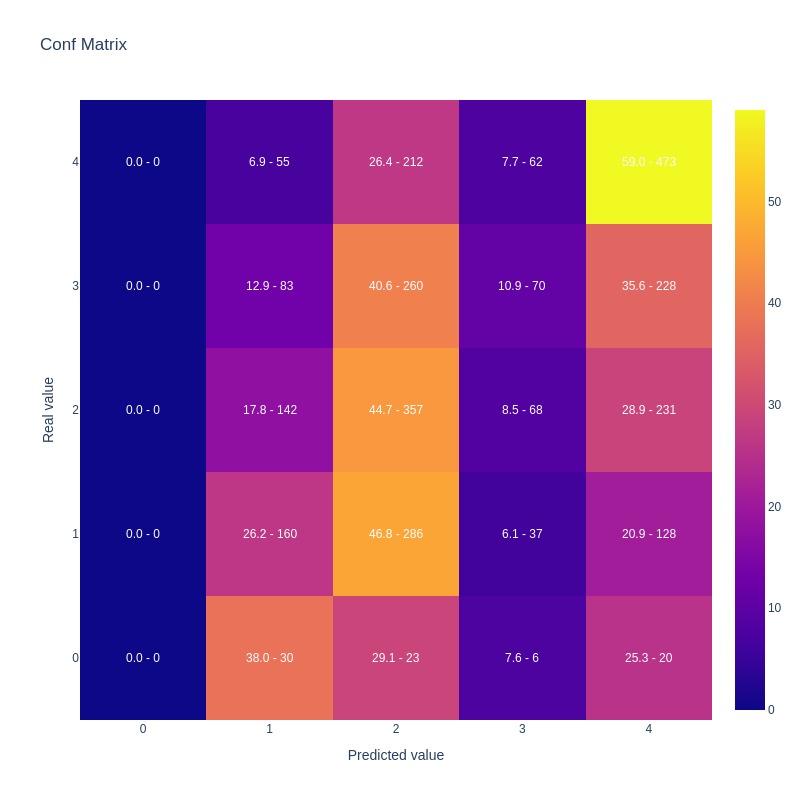 Conf Matrix
4 0.0 - 0 6.9 - 55 26.4 - 212 7.7 - 62 59.0 - 473
3 0.0 - 0 12.9 - 83 40.6 - 260 10.9 - 70 35.6 - 228
2 0.0 - 0 17.8 - 142 44.7 - 357 8.5 - 68 28.9 - 231
1 0.0 - 0 26.2 - 160 46.8 - 286 6.1 - 37 20.9 - 128
0 0.0 - 0 38.0 - 30 29.1 - 23 7.6 - 6 25.3 - 20
0 1 2 3 4
Predicted value
Real value
50
40
30
20
10
0